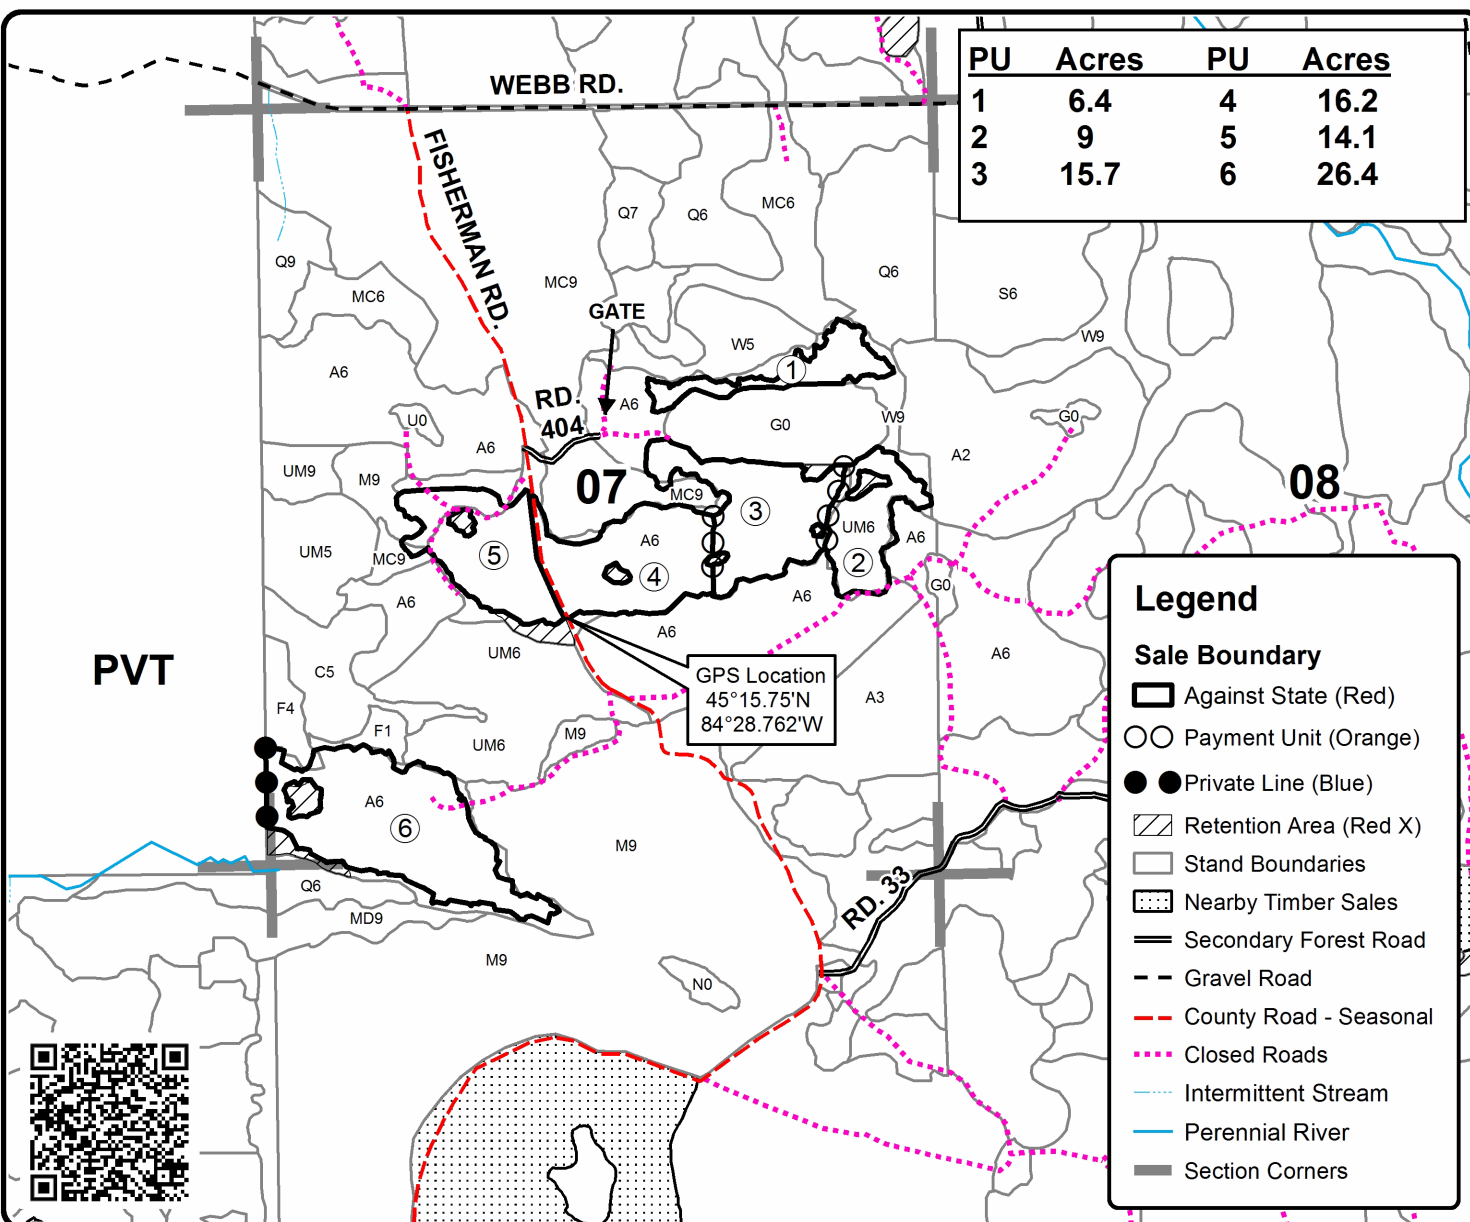 PU Acres PU Acres
1 6.4 4 16.2
2 9 5 14.1
3 15.7 6 26.4
WEBB RD.
FISHERMAN RD.
Q7
Q6
MC6
Q9
MC6
MC9
Q6
S6
GATE
W5
W9
A6
1
RD.
404
A6
U0
G0
W9
G0
A6
A2
UM9
M9
07
MC9
08
3
UM6
A6
UM5
MC9
5
A6
4
2
G0
A6
A6
A6
UM6
A6
PVT
C5
GPS Location
45°15.75'N
84°28.762'W
A3
F4
F1
UM6
M9
A6
6
M9
Q6
MD9
RD. 33
M9
N0
Legend
Sale Boundary
Against State (Red)
Payment Unit (Orange)
Private Line (Blue)
Retention Area (Red X)
Stand Boundaries
Nearby Timber Sales
Secondary Forest Road
Gravel Road
County Road - Seasonal
Closed Roads
Intermittent Stream
Perennial River
Section Corners